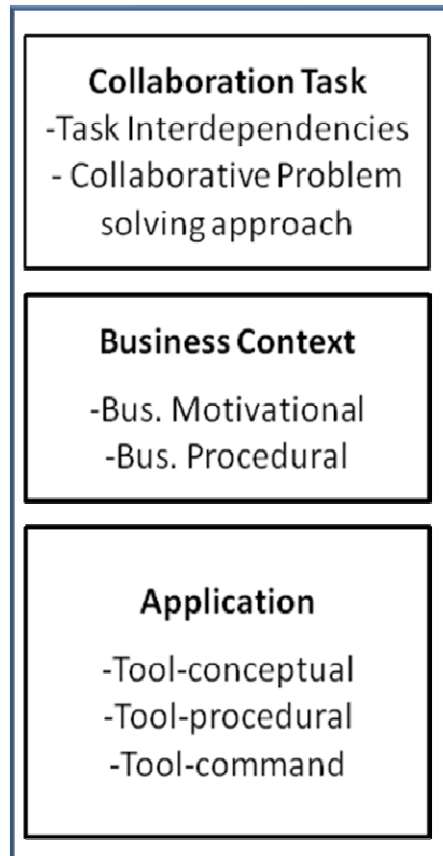 Collaboration Task
-Task Interdependencies
- Collaborative Problem
solving approach
Business Context
-Bus. Motivational
-Bus. Procedural
Application
-Tool-conceptual
-Tool-procedural
-Tool-command